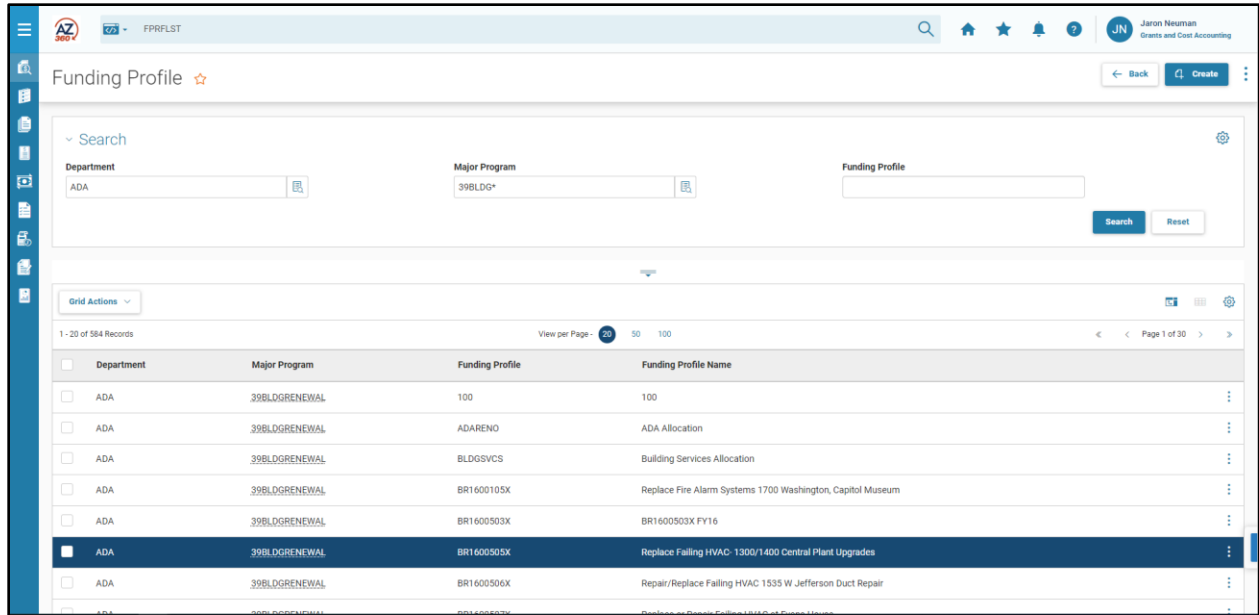 AZ 360 FPRFLST JN Jaron Neuman
Grants and Cost Accounting
Funding Profile Back Create
Search
Department Major Program Funding Profile
ADA 39BLDG*
Search Reset
Grid Actions
1 - 20 of 584 Records View per Page - 20 50 100 Page 1 of 30
Department Major Program Funding Profile Funding Profile Name
ADA 39BLDGRENEWAL 100 100
ADA 39BLDGRENEWAL ADARENO ADA Allocation
ADA 39BLDGRENEWAL BLDGSVCS Building Services Allocation
ADA 39BLDGRENEWAL BR1600105X Replace Fire Alarm Systems 1700 Washington, Capitol Museum
ADA 39BLDGRENEWAL BR1600503X BR1600503X FY16
ADA 39BLDGRENEWAL BR1600505X Replace Failing HVAC- 1300/1400 Central Plant Upgrades
ADA 39BLDGRENEWAL BR1600506X Repair/Replace Failing HVAC 1535 W Jefferson Duct Repair